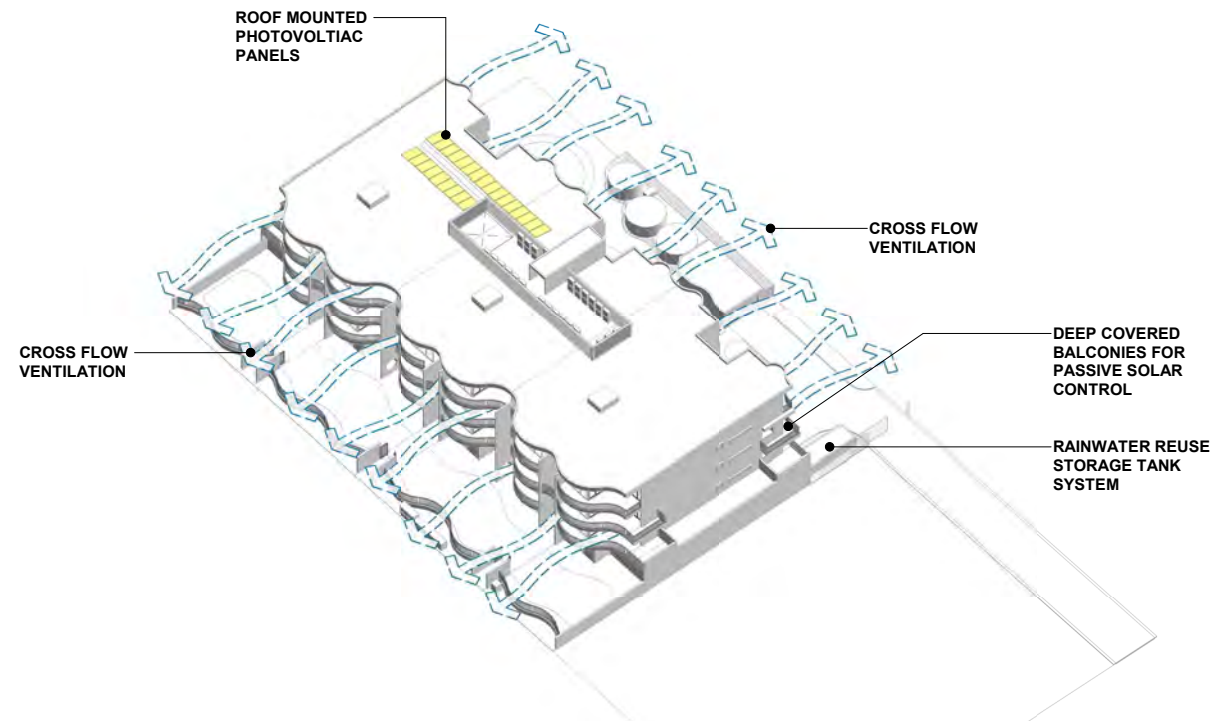 ROOF MOUNTED
PHOTOVOLTIAC
PANELS
CROSS FLOW
VENTILATION
DEEP COVERED
BALCONIES FOR
PASSIVE SOLAR
CONTROL
CROSS FLOW
VENTILATION
RAINWATER REUSE
STORAGE TANK
SYSTEM